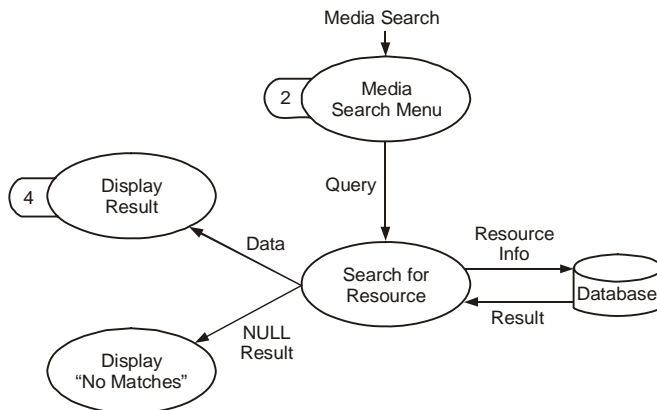 Media Search
2
Media
Search Menu
Query
4
Display
Result
Data
Search for
Resource
Resource
Info
Database
Result
NULL
Result
Display
“No Matches”